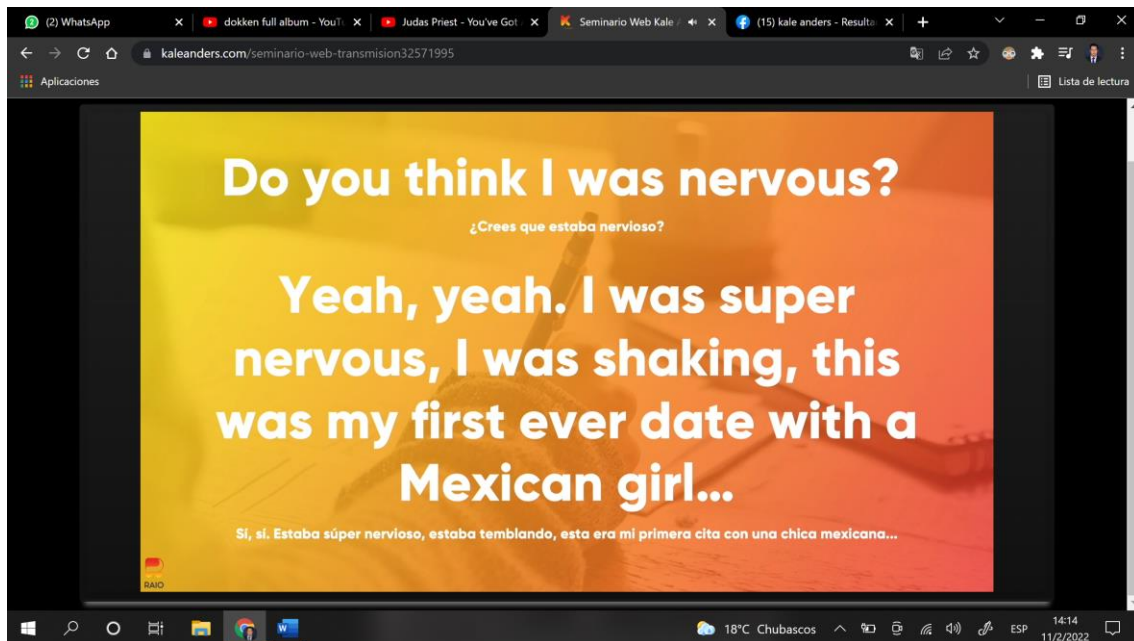 (2) WhatsApp
dokken full album - YouT
Judas Priest - You've Got
Seminario Web Kale
(15) kale anders - Resulta
kaleanders.com/seminario-web-transmision32571995
Aplicaciones
Lista de lectura
Do you think I was nervous?
¿Crees que estaba nervioso?
Yeah, yeah. I was super
nervous, I was shaking, this
was my first ever date with a
Mexican girl...
Sí, si. Estaba súper nervioso, estaba temblando, esta era mi primera cita con una chica mexicana...
RAIO
18°C Chubascos
ESP
14:14
11/2/2022